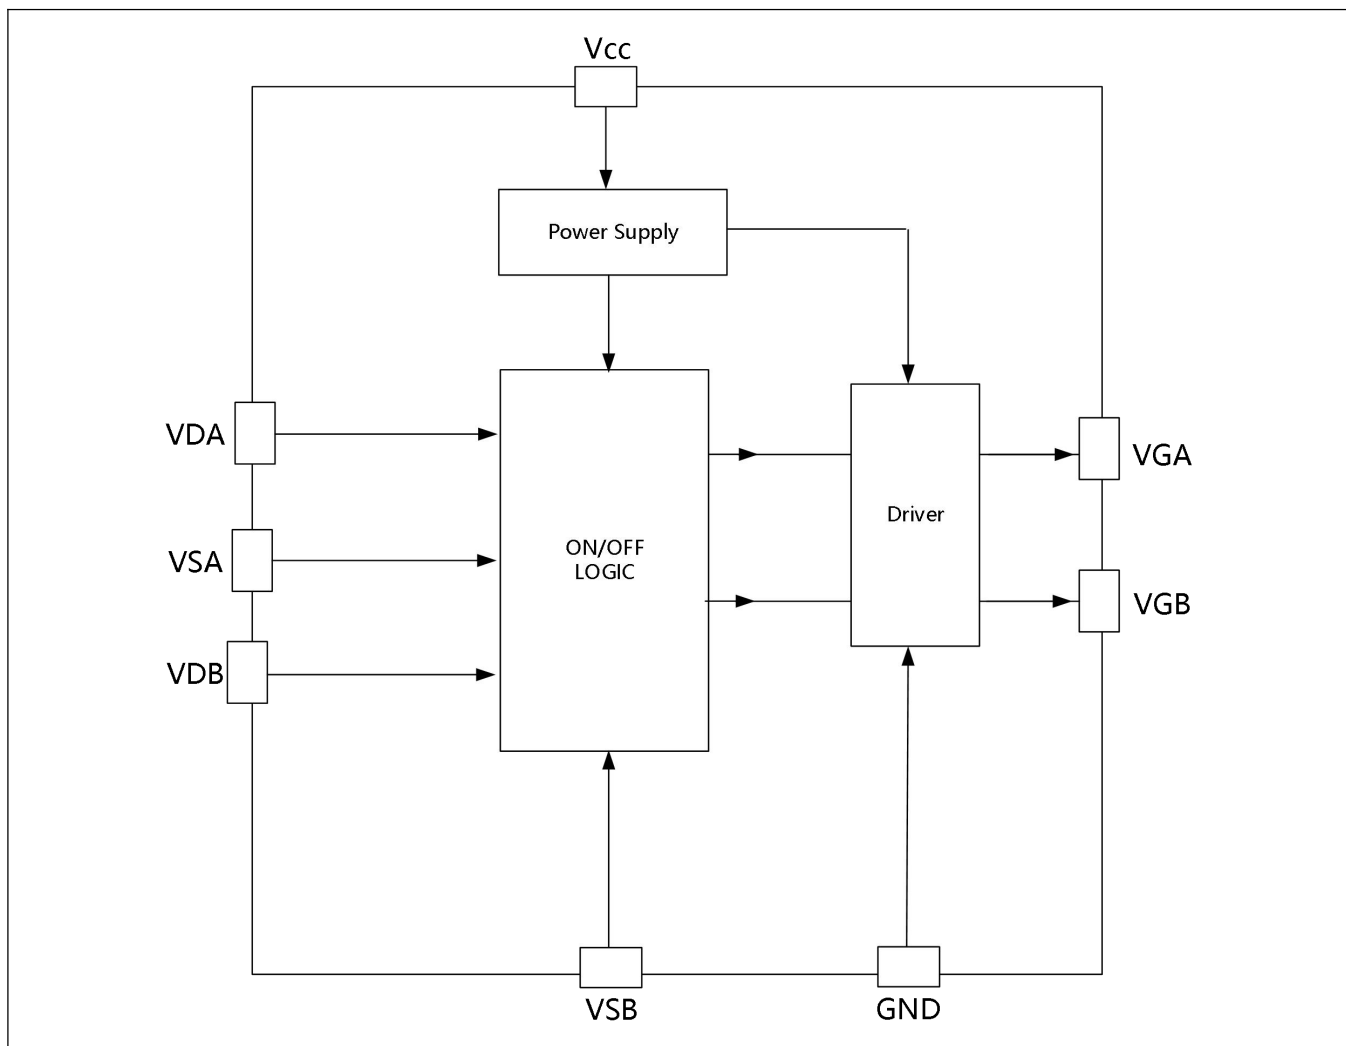 Vcc
Power Supply
VDA
VGA
Driver
ON/OFF
LOGIC
VSA
VGB
VDB
VSB
GND